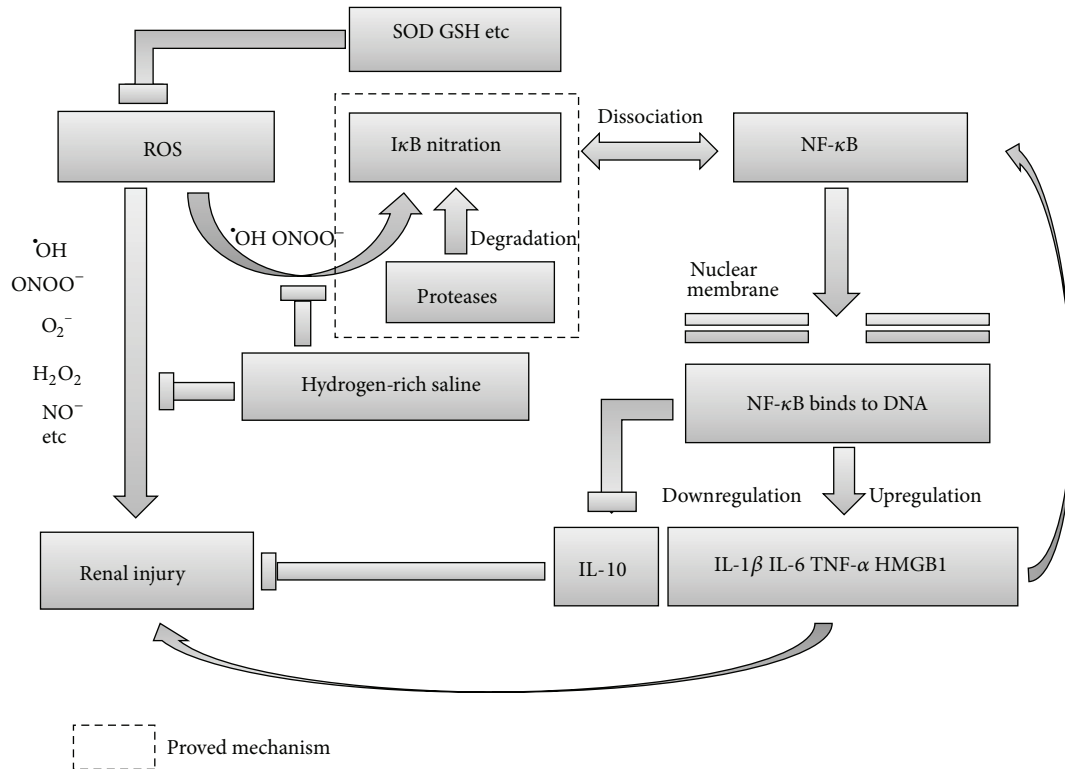 SOD GSH etc
ROS
IκB nitration
Dissociation
NF-κB
•OH ONOO⁻
Degradation
Proteases
•OH
ONOO⁻
O₂⁻
H₂O₂
NO⁻
etc
Nuclear
membrane
Hydrogen-rich saline
NF-κB binds to DNA
Downregulation
Upregulation
Renal injury
IL-10
IL-1β IL-6 TNF-α HMGB1
Proved mechanism